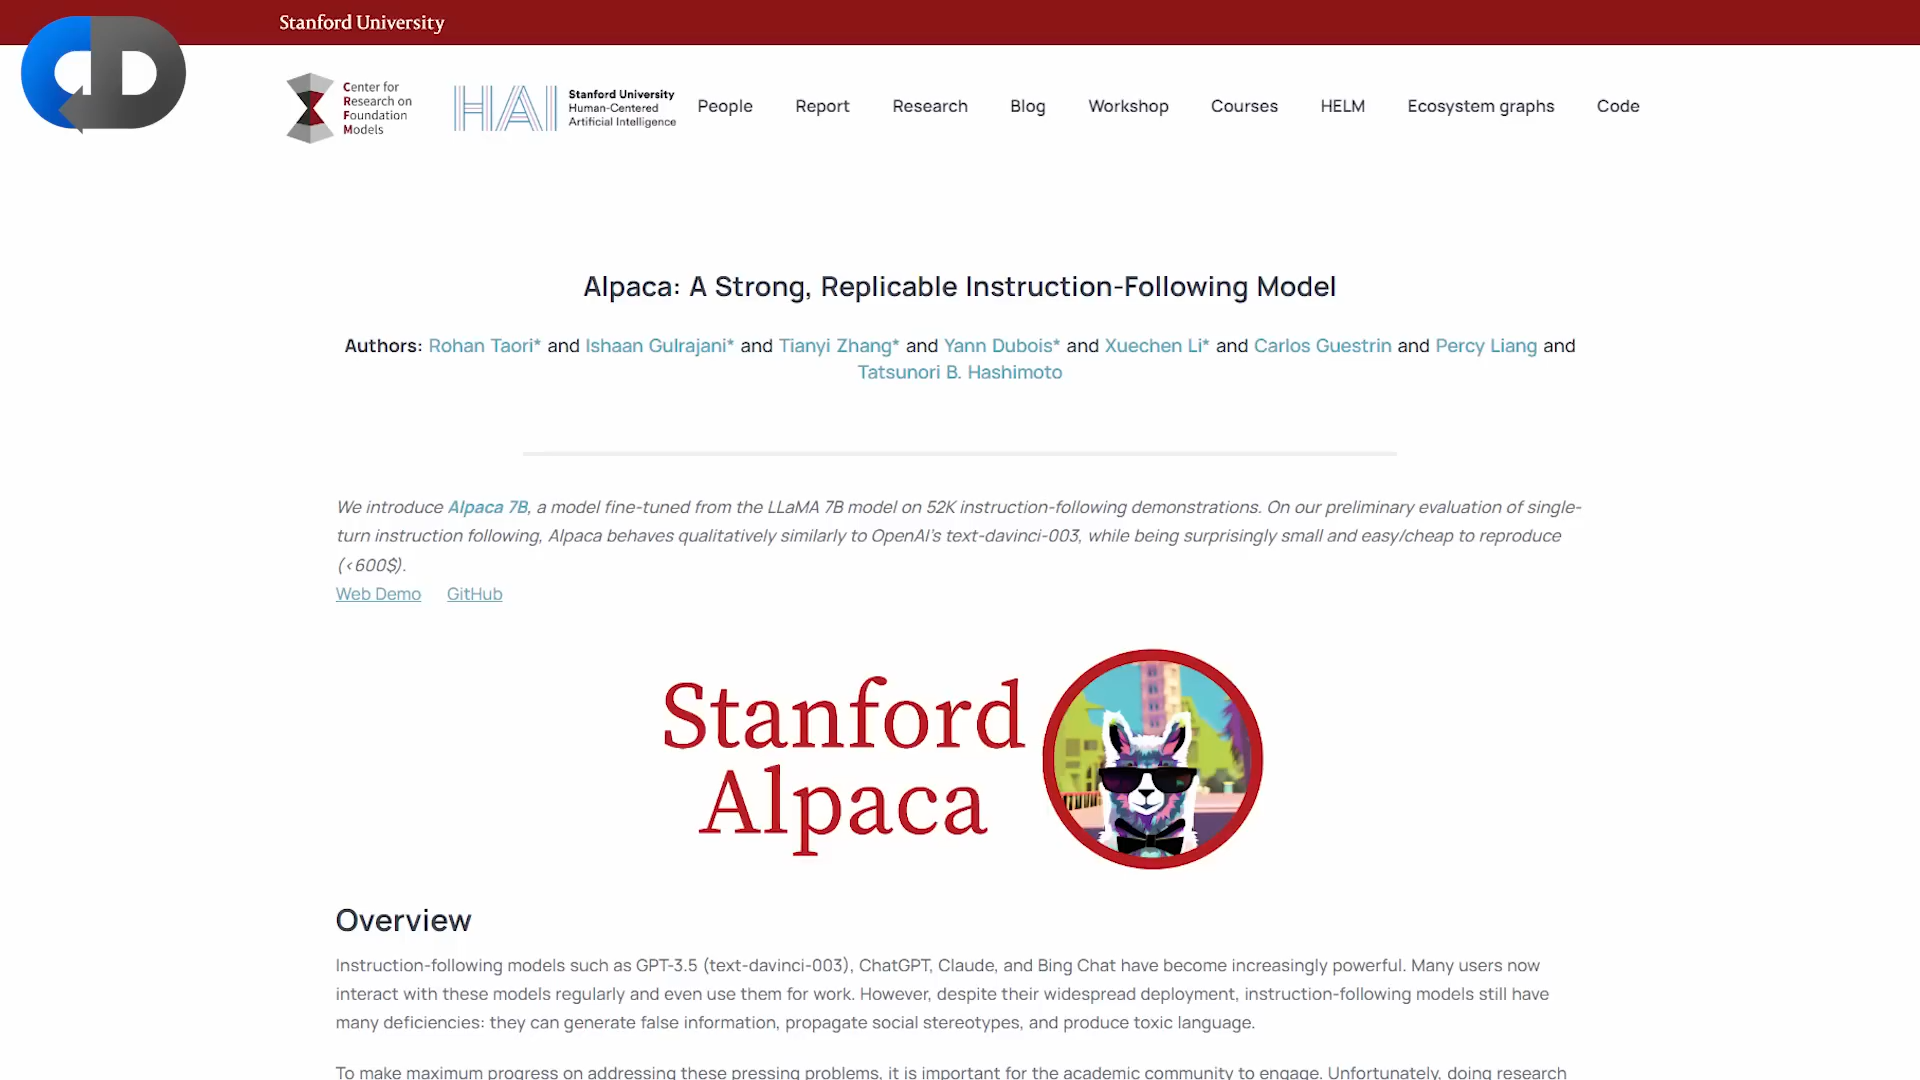 Stanford University
Center for
Research on
Foundation
Models
HAI
Stanford University
Human-Centered
Artificial Intelligence
People Report Research Blog Workshop Courses HELM Ecosystem graphs Code
Alpaca: A Strong, Replicable Instruction-Following Model
Authors: Rohan Taori* and Ishaan Gulrajani* and Tianyi Zhang* and Yann Dubois* and Xuechen Li* and Carlos Guestrin and Percy Liang and
Tatsunori B. Hashimoto
We introduce Alpaca 7B, a model fine-tuned from the LLaMA 7B model on 52K instruction-following demonstrations. On our preliminary evaluation of single-
turn instruction following, Alpaca behaves qualitatively similarly to OpenAI's text-davinci-003, while being surprisingly small and easy/cheap to reproduce
(<600$).
Web Demo GitHub
Stanford
Alpaca
Overview
Instruction-following models such as GPT-3.5 (text-davinci-003), ChatGPT, Claude, and Bing Chat have become increasingly powerful. Many users now
interact with these models regularly and even use them for work. However, despite their widespread deployment, instruction-following models still have
many deficiencies: they can generate false information, propagate social stereotypes, and produce toxic language.
To make maximum progress on addressing these pressing problems, it is important for the academic community to engage. Unfortunately, doing research